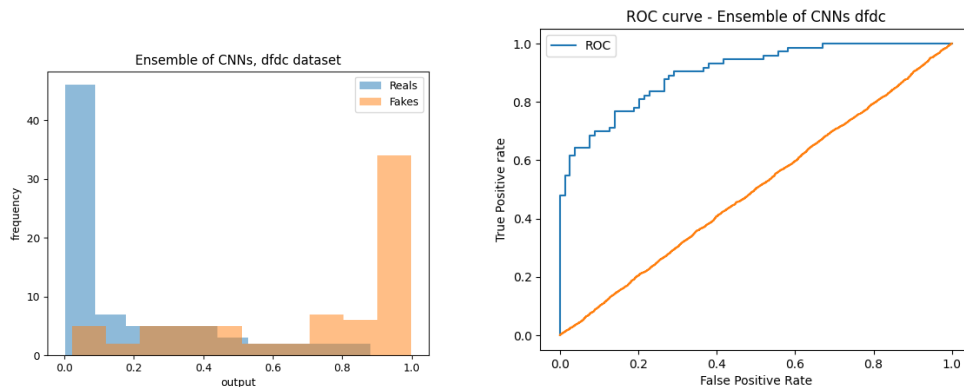 Ensemble of CNNs, dfdc dataset
Reals
Fakes
frequency
40
30
20
10
0
0.0 0.2 0.4 0.6 0.8 1.0
output
ROC curve - Ensemble of CNNs dfdc
ROC
True Positive rate
1.0
0.8
0.6
0.4
0.2
0.0
0.0 0.2 0.4 0.6 0.8 1.0
False Positive Rate